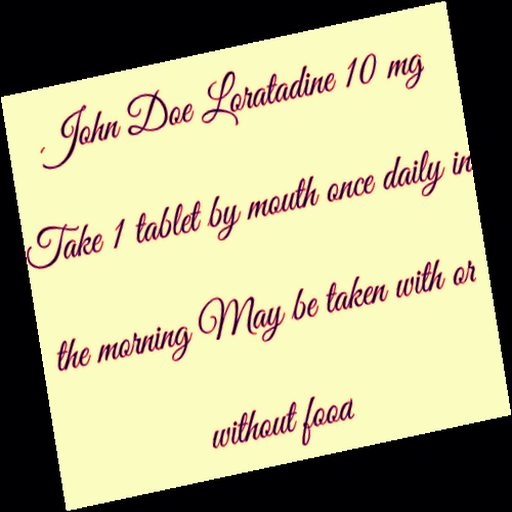 John Doe Loratadine 10 mg
Take 1 tablet by mouth once daily in
the morning May be taken with or
without food